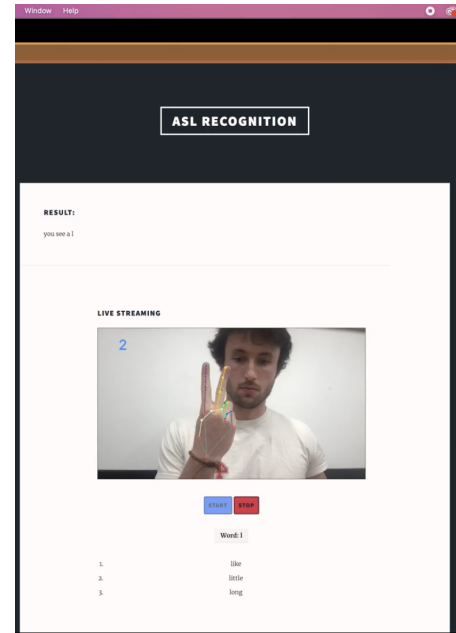 Window Help
ASL RECOGNITION
RESULT:
you see a l
LIVE STREAMING
2
START STOP
Word: l
1. like
2. little
3. long